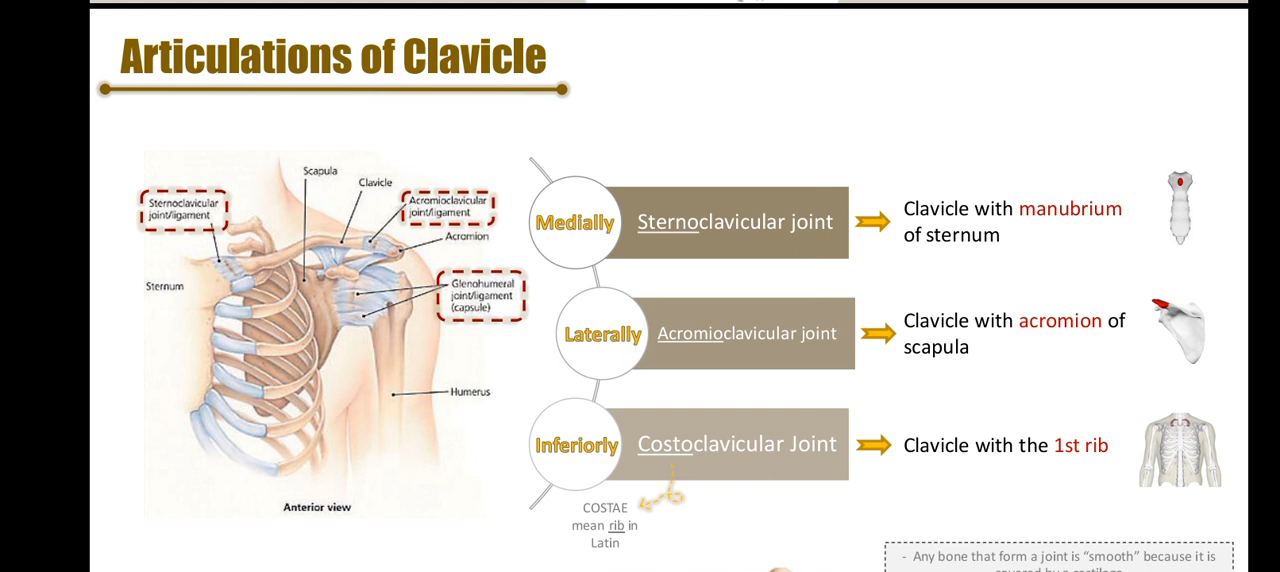 Articulations of Clavicle
Scapula
Clavicle
Sternoclavicular
joint/ligament
Acromioclavicular
joint/ligament
Acromion
Sternum
Glenohumeral
joint/ligament
(capsule)
Humerus
Anterior view
Medially
Sternoclavicular joint
Clavicle with manubrium
of sternum
Laterally
Acromioclavicular joint
Clavicle with acromion of
scapula
Inferiorly
Costoclavicular Joint
Clavicle with the 1st rib
COSTAE
mean rib in
Latin
- Any bone that form a joint is “smooth” because it is
covered by a cartilage